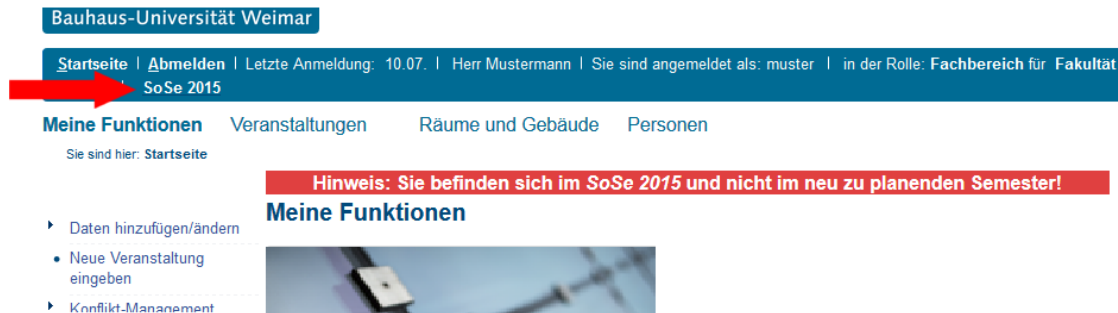 Bauhaus-Universität Weimar
Startseite | Abmelden | Letzte Anmeldung: 10.07. | Herr Mustermann | Sie sind angemeldet als: muster | in der Rolle: Fachbereich für Fakultät
SoSe 2015
Meine Funktionen Veranstaltungen Räume und Gebäude Personen
Sie sind hier: Startseite
Hinweis: Sie befinden sich im SoSe 2015 und nicht im neu zu planenden Semester!
Meine Funktionen
Daten hinzufügen/ändern
Neue Veranstaltung
eingeben
Konflikt-Management